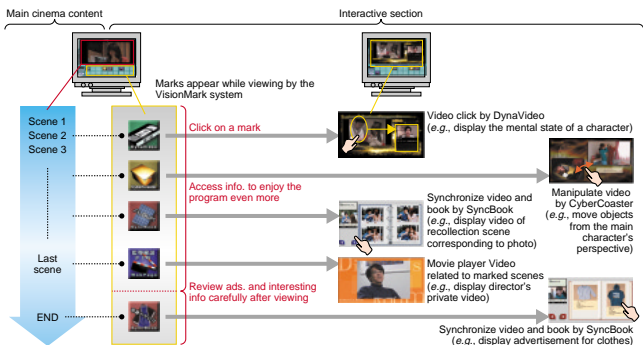 Main cinema content
Interactive section
Marks appear while viewing by the
VisionMark system
Scene 1
Scene 2
Scene 3
Last
scene
END
Click on a mark
Access info. to enjoy the
program even more
Review ads. and interesting
info carefully after viewing
Video click by DynaVideo
(e.g., display the mental state of a character)
Manipulate video
by CyberCoaster
(e.g., move objects
from the main
character's
perspective)
Synchronize video and
book by SyncBook
(e.g., display video of
recollection scene
corresponding to photo)
Movie player Video
related to marked scenes
(e.g., display director's
private video)
Synchronize video and book by SyncBook
(e.g., display advertisement for clothes)